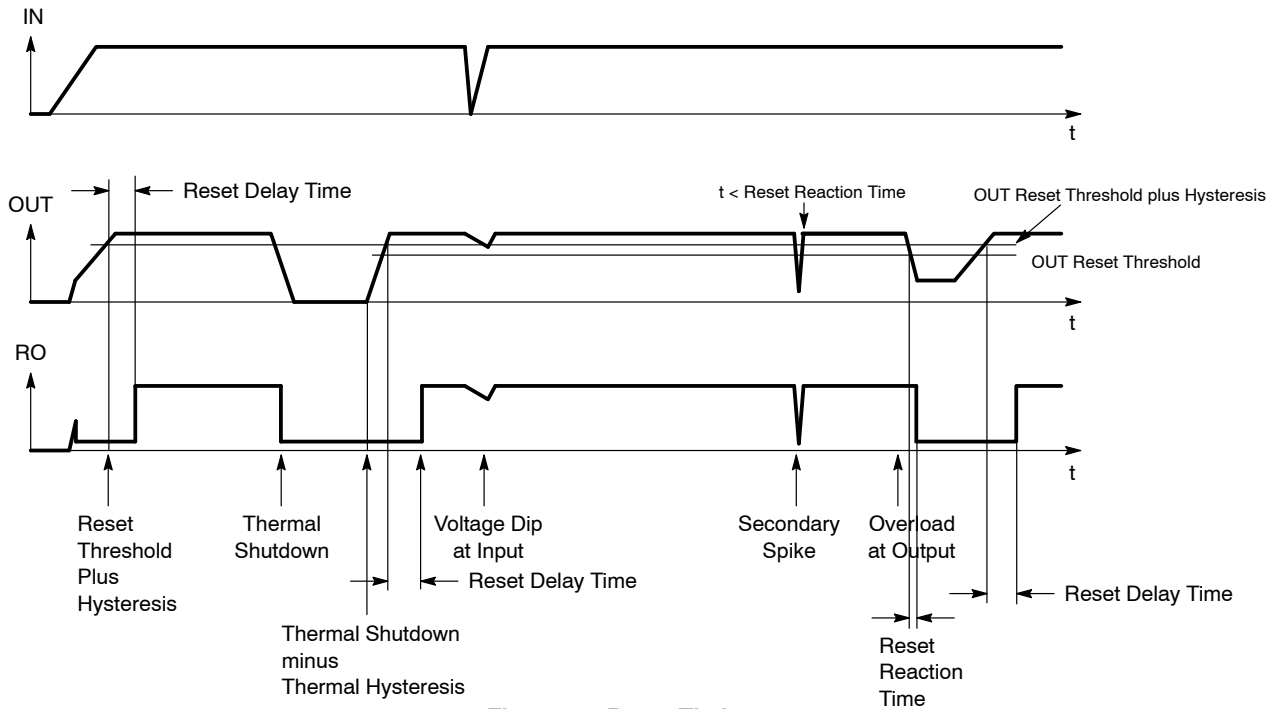 IN
t
Reset Delay Time
t < Reset Reaction Time
OUT Reset Threshold plus Hysteresis
OUT
OUT Reset Threshold
t
RO
t
Reset
Threshold
Plus
Hysteresis
Thermal
Shutdown
Voltage Dip
at Input
Secondary
Spike
Overload
at Output
Reset Delay Time
Reset Delay Time
Thermal Shutdown
minus
Thermal Hysteresis
Reset
Reaction
Time